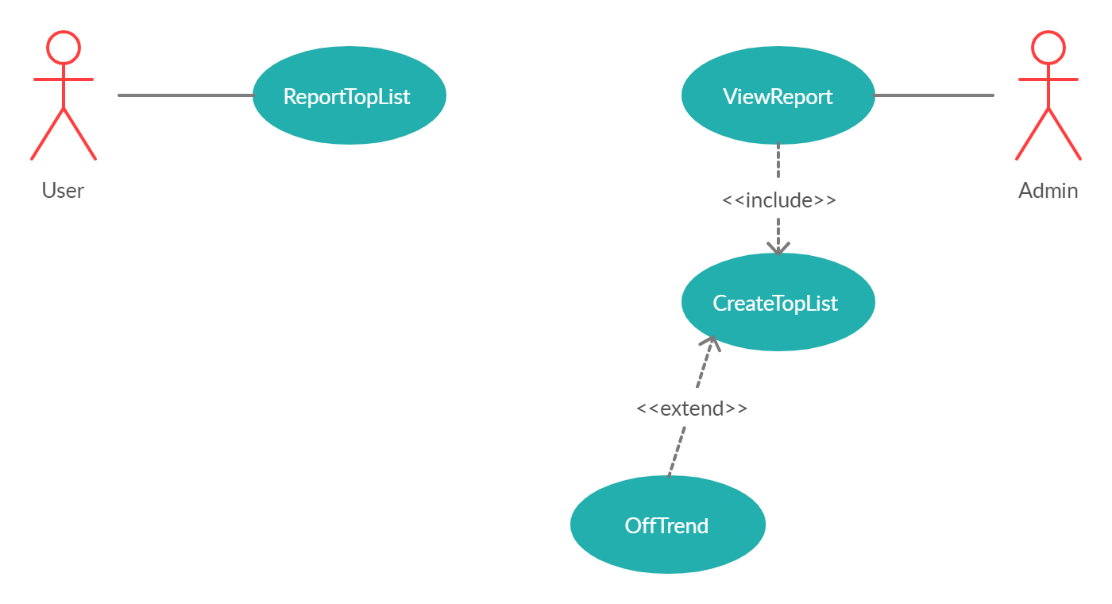 ReportTopList
ViewReport
User
Admin
<<include>>
CreateTopList
<<extend>>
OffTrend